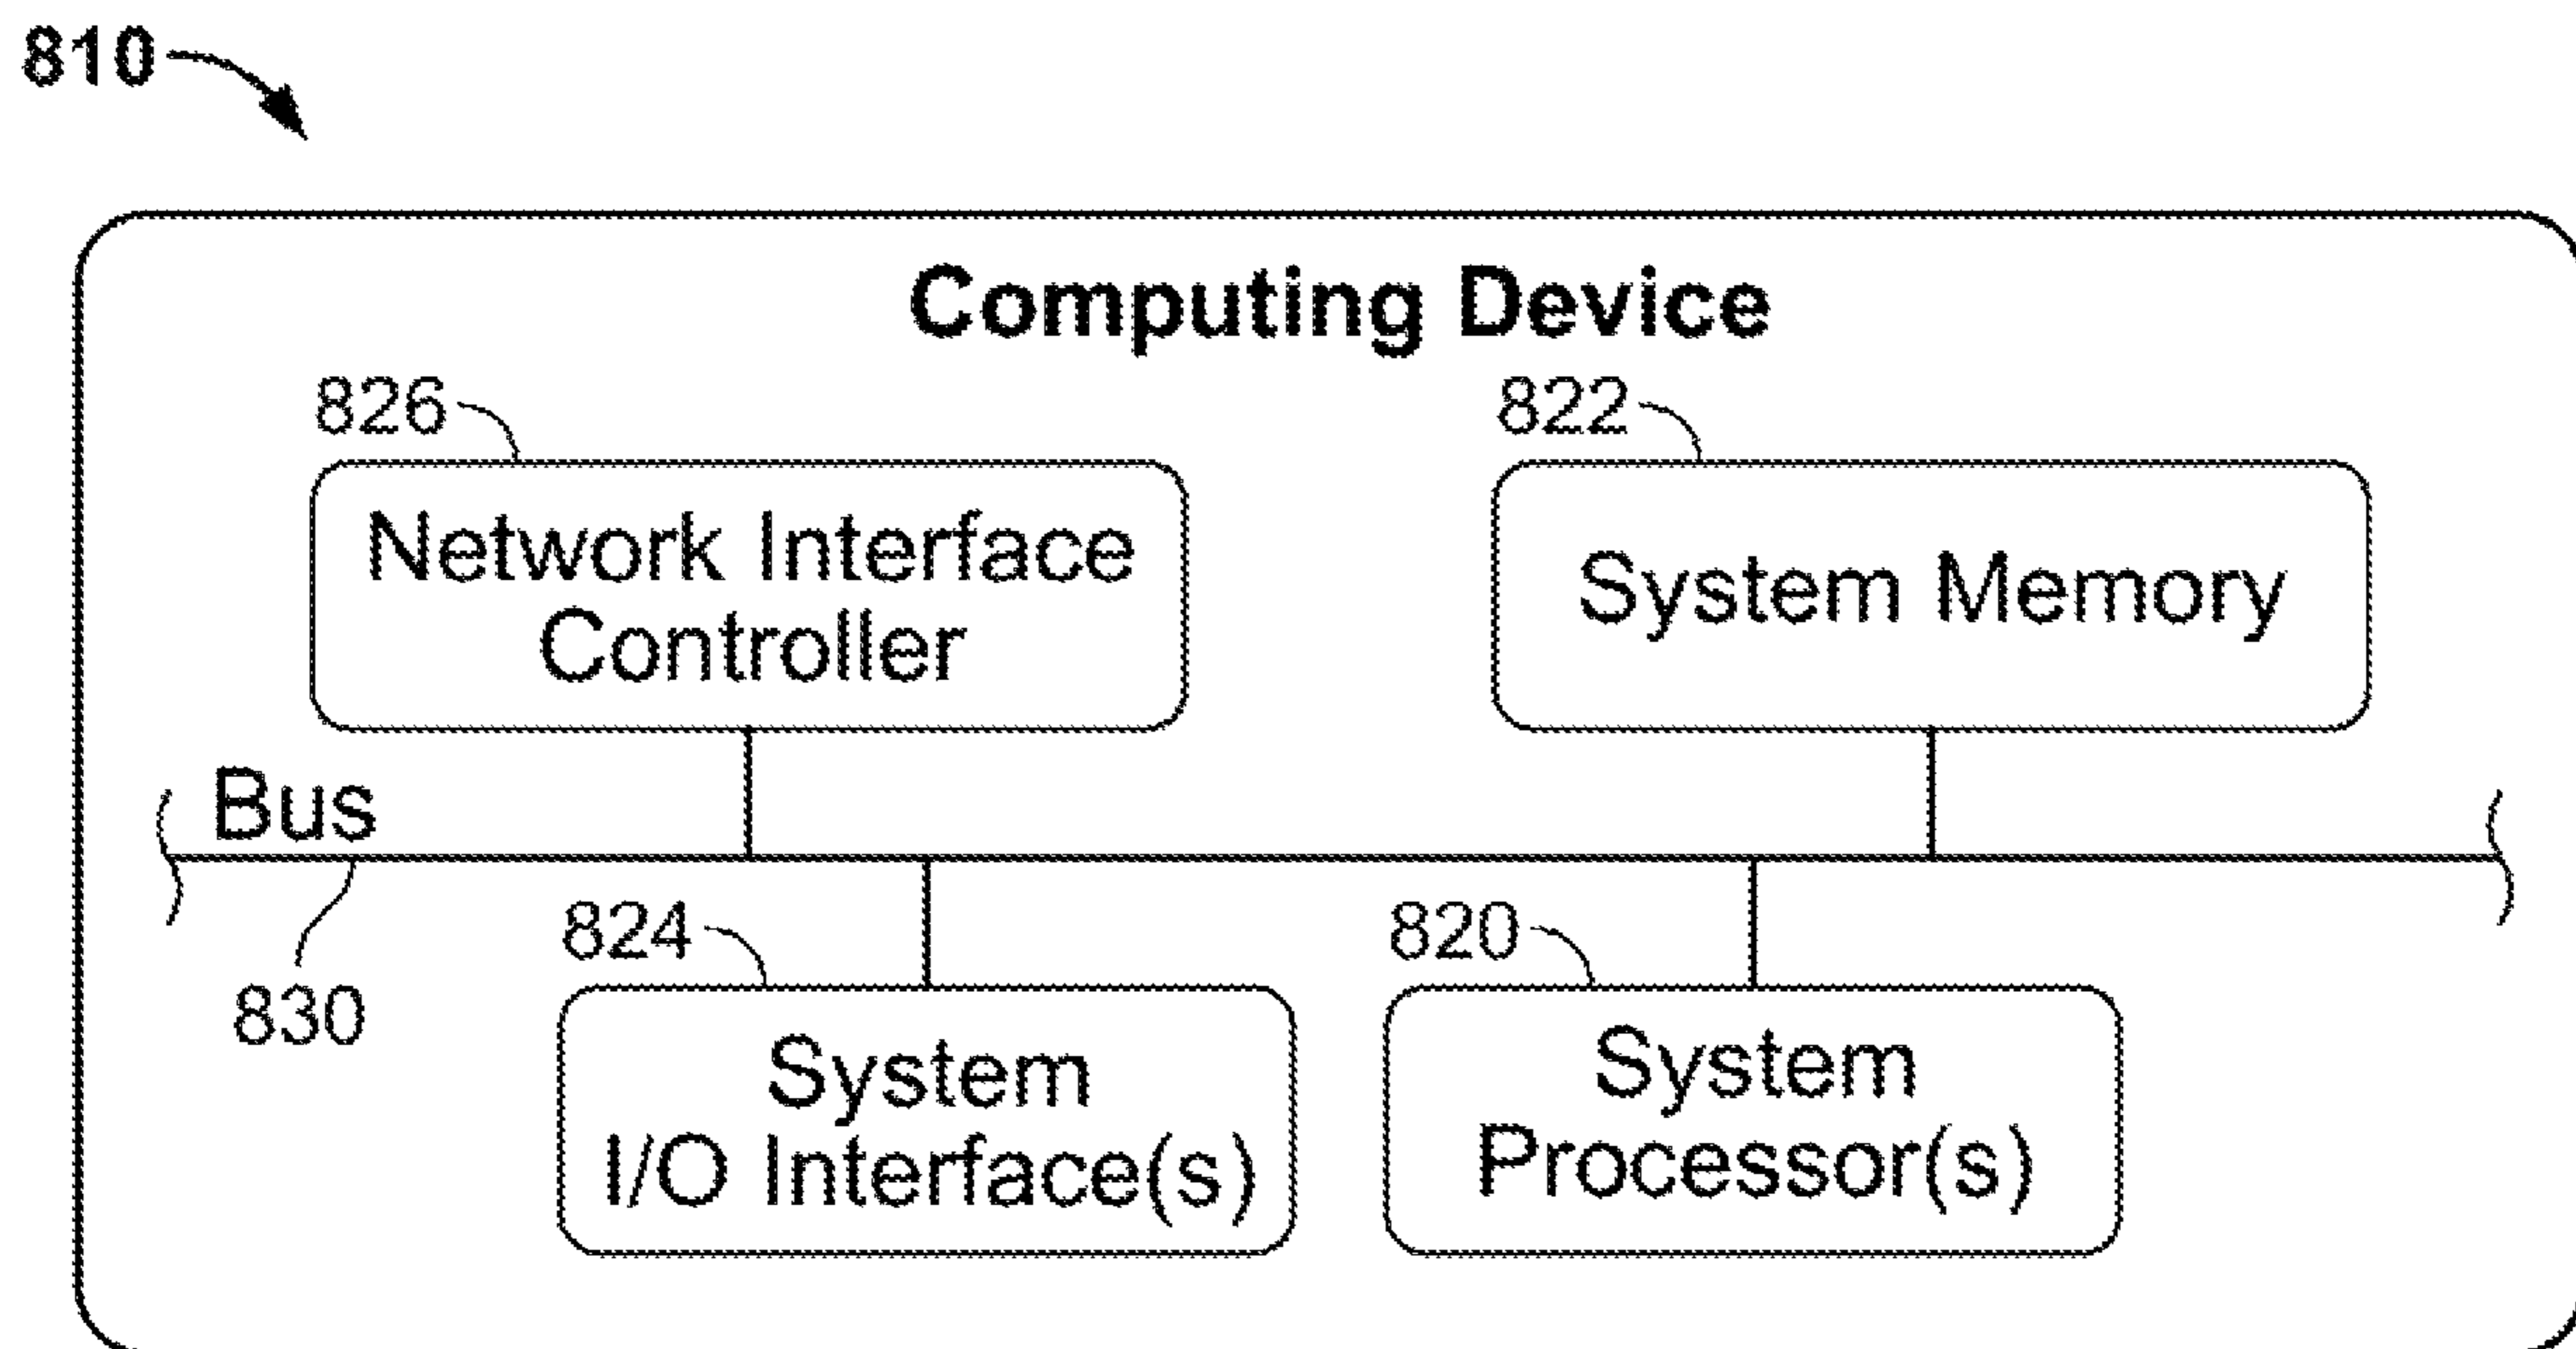 810
Computing Device
826
822
Network Interface
Controller
System Memory
Bus
824
820
830
System
I/O Interface(s)
System
Processor(s)